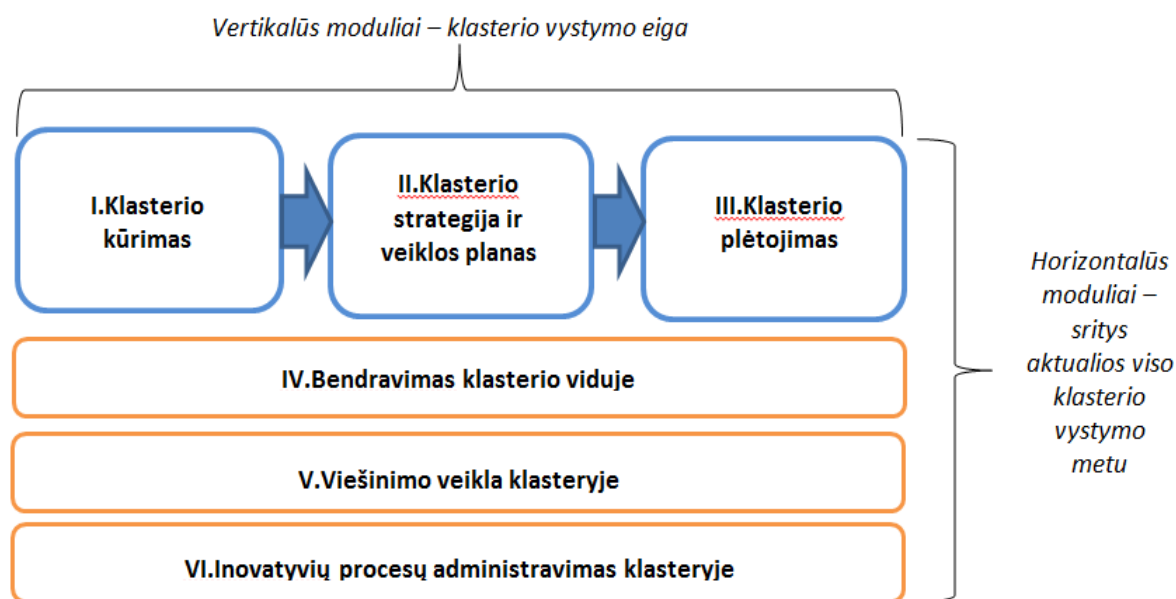 Vertikalūs moduliai – klasterio vystymo eiga
I.Klasterio
kūrimas
II.Klasterio
strategija ir
veiklos planas
III.Klasterio
plėtojimas
Horizontalūs
moduliai –
sritys
aktualios viso
klasterio
vystymo
metu
IV.Bendravimas klasterio viduje
V.Viešinimo veikla klasteryje
VI.Inovatyvių procesų administravimas klasteryje